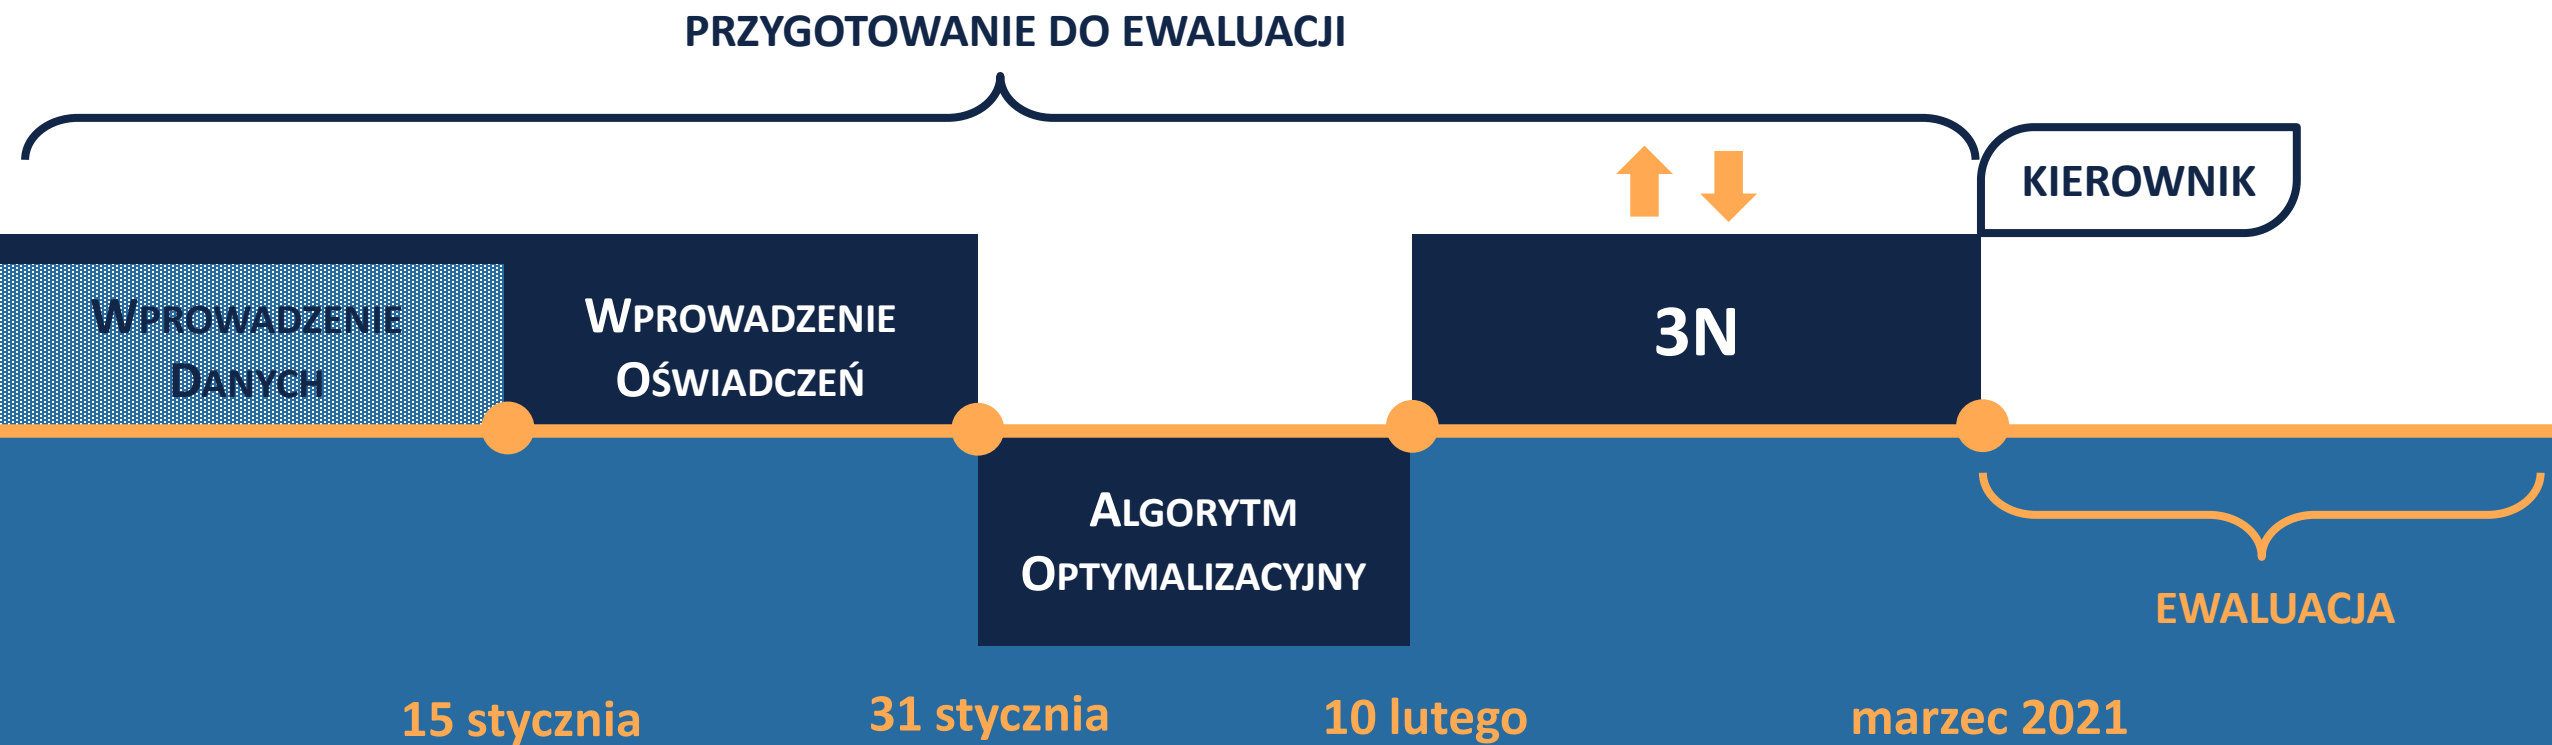 PRZYGOTOWANIE DO EWALUACJI
KIEROWNIK
WPROWADZENIE
DANYCH
WPROWADZENIE
OŚWIADCZEŃ
3N
ALGORYTM
OPTYMALIZACYJNY
EWALUACJA
15 stycznia
31 stycznia
10 lutego
marzec 2021